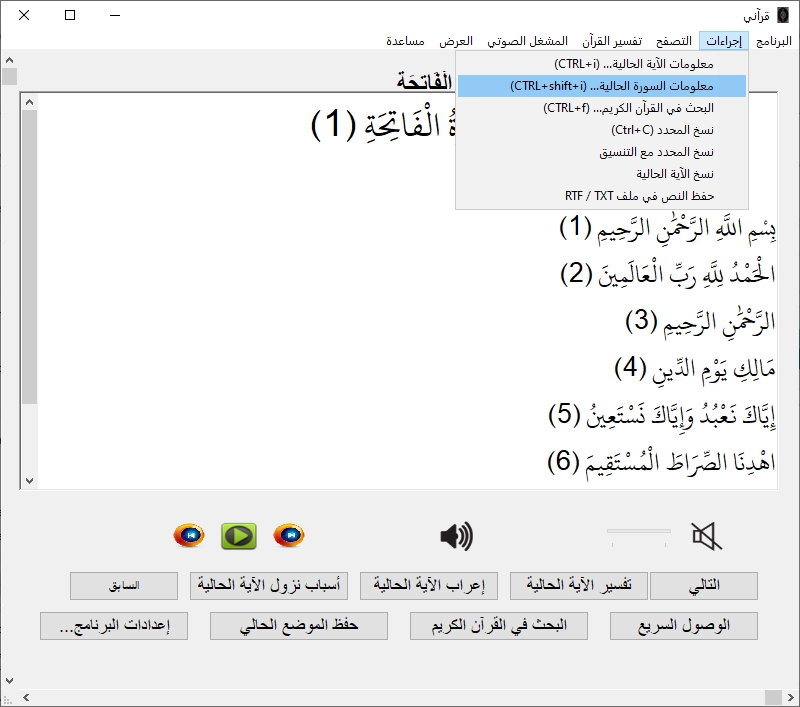 قرآني
البرنامج إجراءات التصفح تفسير القرآن المشغل الصوتي العرض مساعدة
معلومات الآية الحالية... (CTRL+i)
معلومات السورة الحالية... (CTRL+shift+i)
البحث في القرآن الكريم... (CTRL+f)
نسخ المحدد (Ctrl+C)
نسخ المحدد مع التنسيق
نسخ الآية الحالية
حفظ النص في ملف RTF / TXT
الْفَاتِحَة
ةُ الْفَاتِحَةِ (1)
بِسْمِ اللَّهِ الرَّحْمَٰنِ الرَّحِيمِ (1)
الْحَمْدُ لِلَّهِ رَبِّ الْعَالَمِينَ (2)
الرَّحْمَٰنِ الرَّحِيمِ (3)
مَالِكِ يَوْمِ الدِّينِ (4)
إِيَّاكَ نَعْبُدُ وَإِيَّاكَ نَسْتَعِينُ (5)
اهْدِنَا الصِّرَاطَ الْمُسْتَقِيمَ (6)
التالي تفسير الآية الحالية إعراب الآية الحالية أسباب نزول الآية الحالية السابق
الوصول السريع البحث في القرآن الكريم حفظ الموضع الحالي إعدادات البرنامج...